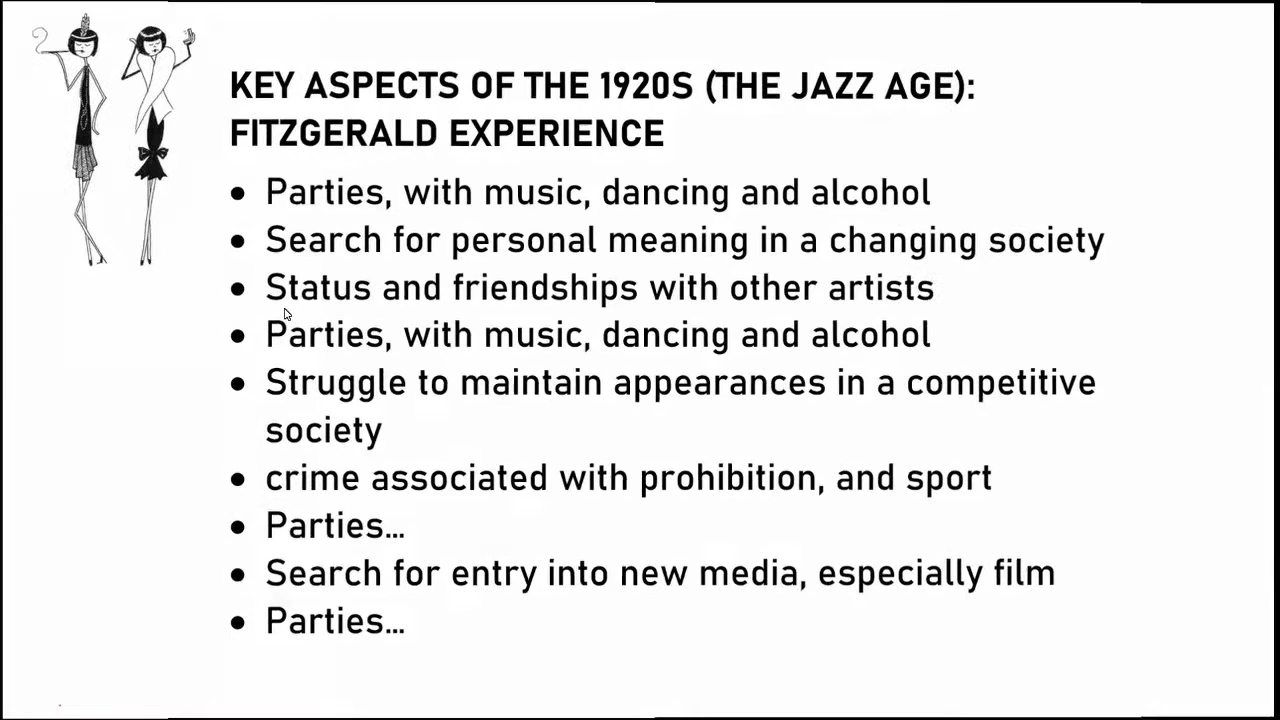 KEY ASPECTS OF THE 1920S (THE JAZZ AGE):
FITZGERALD EXPERIENCE
• Parties, with music, dancing and alcohol
• Search for personal meaning in a changing society
• Status and friendships with other artists
• Parties, with music, dancing and alcohol
• Struggle to maintain appearances in a competitive
society
• crime associated with prohibition, and sport
• Parties...
• Search for entry into new media, especially film
• Parties...